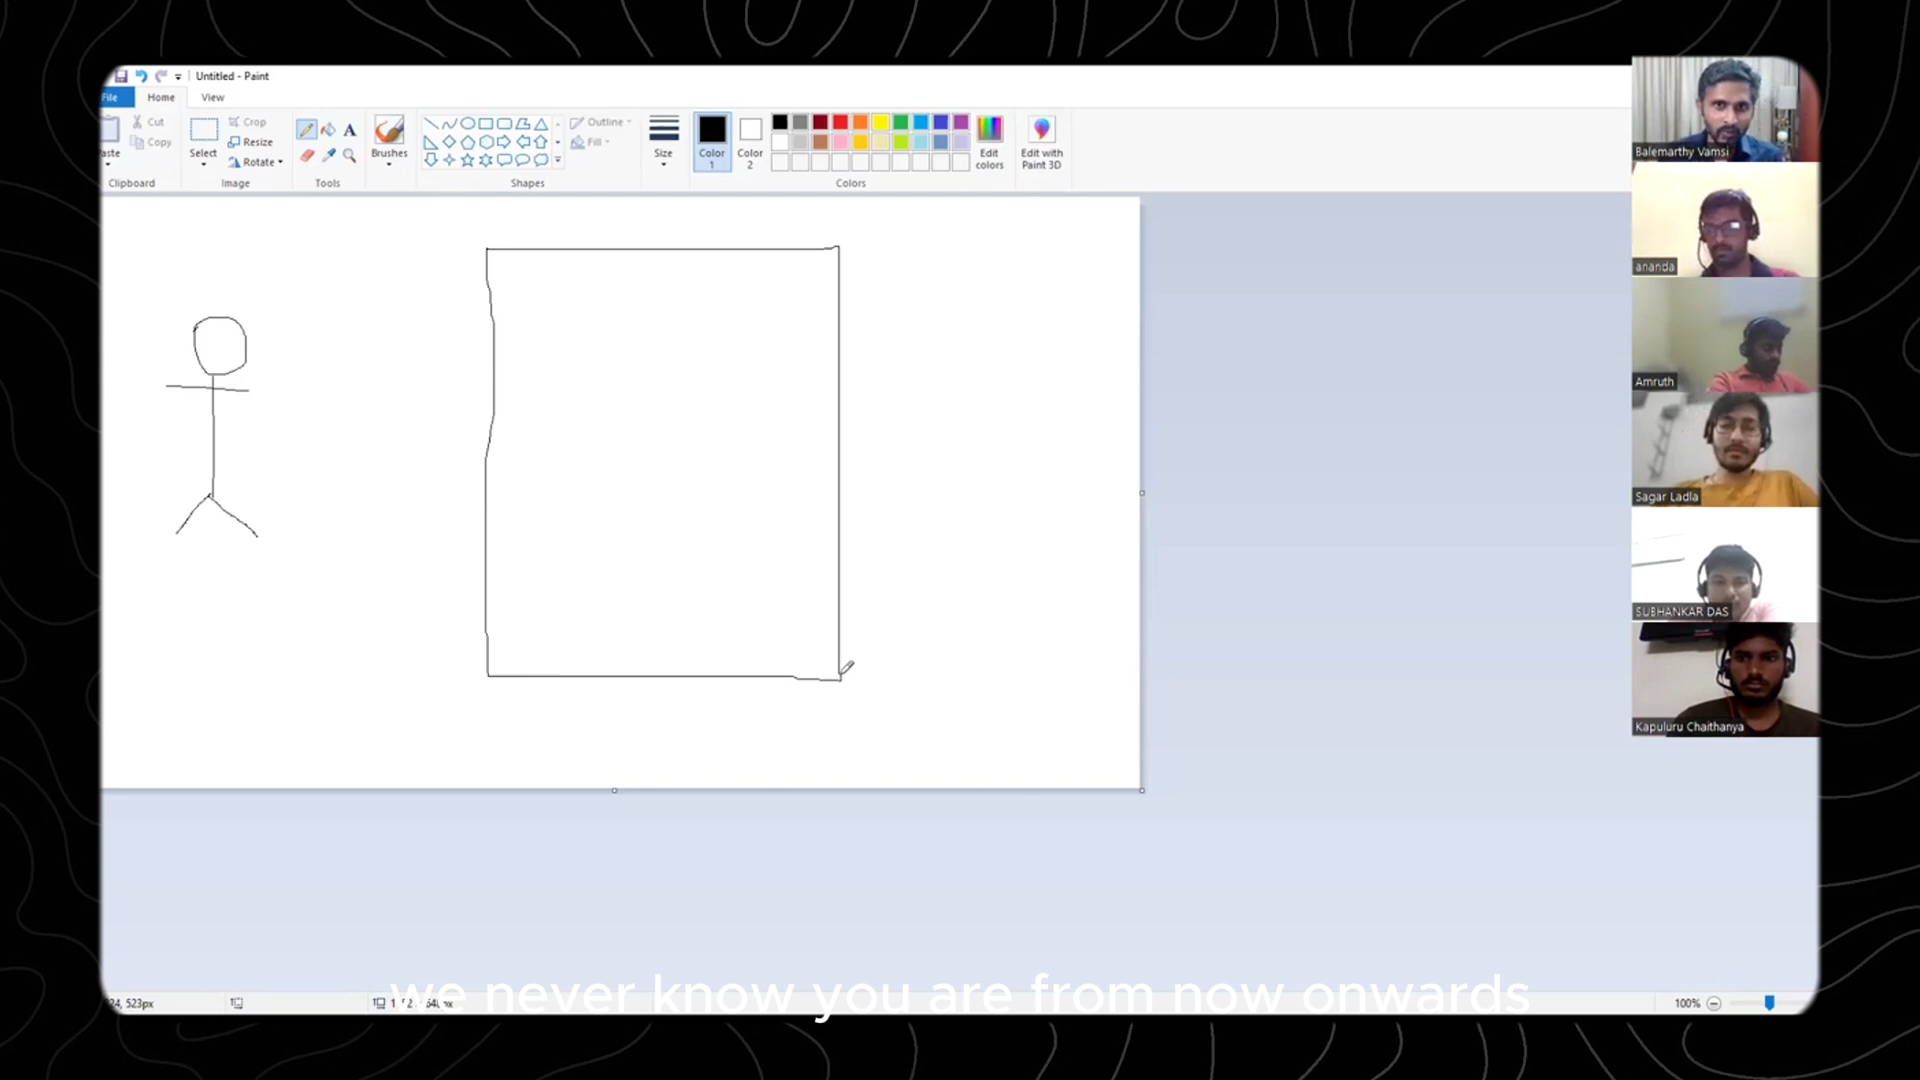 Untitled - Paint
File
Home
View
Cut
Copy
Clipboard
Select
Crop
Resize
Rotate
Image
Tools
Brushes
Shapes
Outline
Fill
Size
Color 1
Color 2
Colors
Edit colors
Edit with Paint 3D
Balemarthy Vamsi
ananda
Amruth
Sagar Ladla
SUBHANKAR DAS
Kapuluru Chaithanya
we never know you are from now onwards
523px
100%